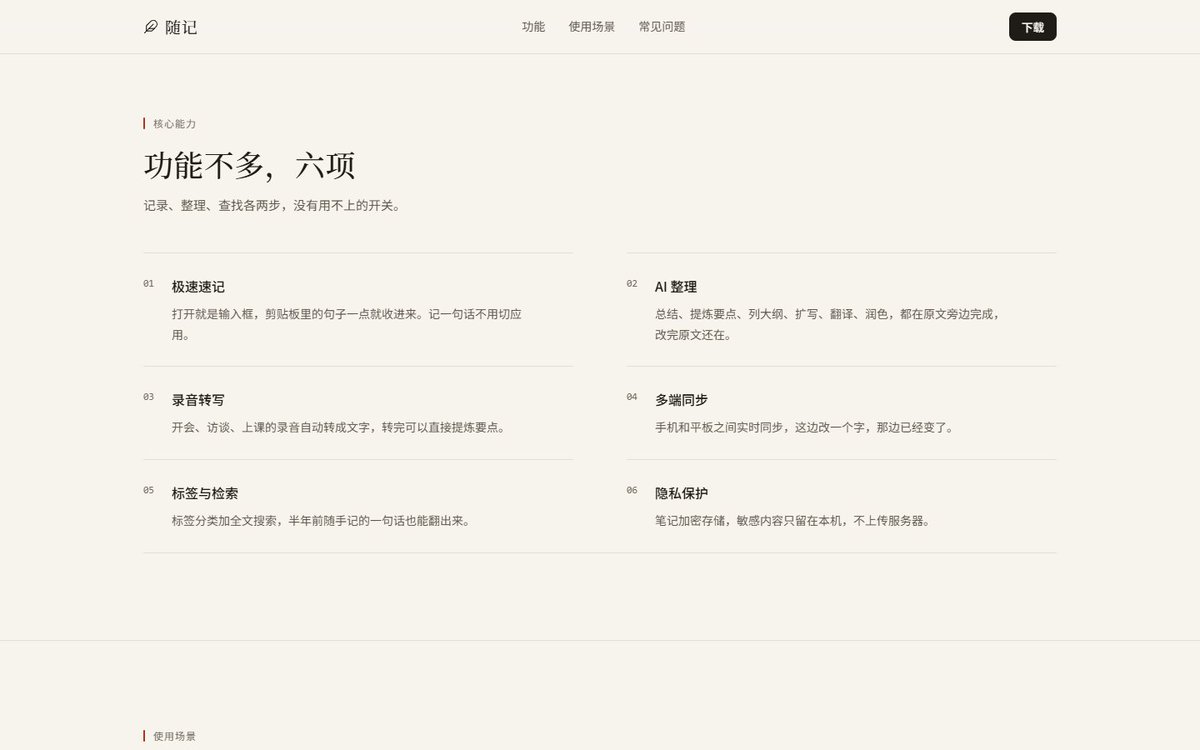 随记
功能
使用场景
常见问题
下载
核心能力
功能不多，六项
记录、整理、查找各两步，没有用不上的开关。
01
极速速记
打开就是输入框，剪贴板里的句子一点就收进来。记一句话不用切应
用。
02
AI 整理
总结、提炼要点、列大纲、扩写、翻译、润色，都在原文旁边完成，
改完原文还在。
03
录音转写
开会、访谈、上课的录音自动转成文字，转完可以直接提炼要点。
04
多端同步
手机和平板之间实时同步，这边改一个字，那边已经变了。
05
标签与检索
标签分类加全文搜索，半年前随手记的一句话也能翻出来。
06
隐私保护
笔记加密存储，敏感内容只留在本机，不上传服务器。
使用场景